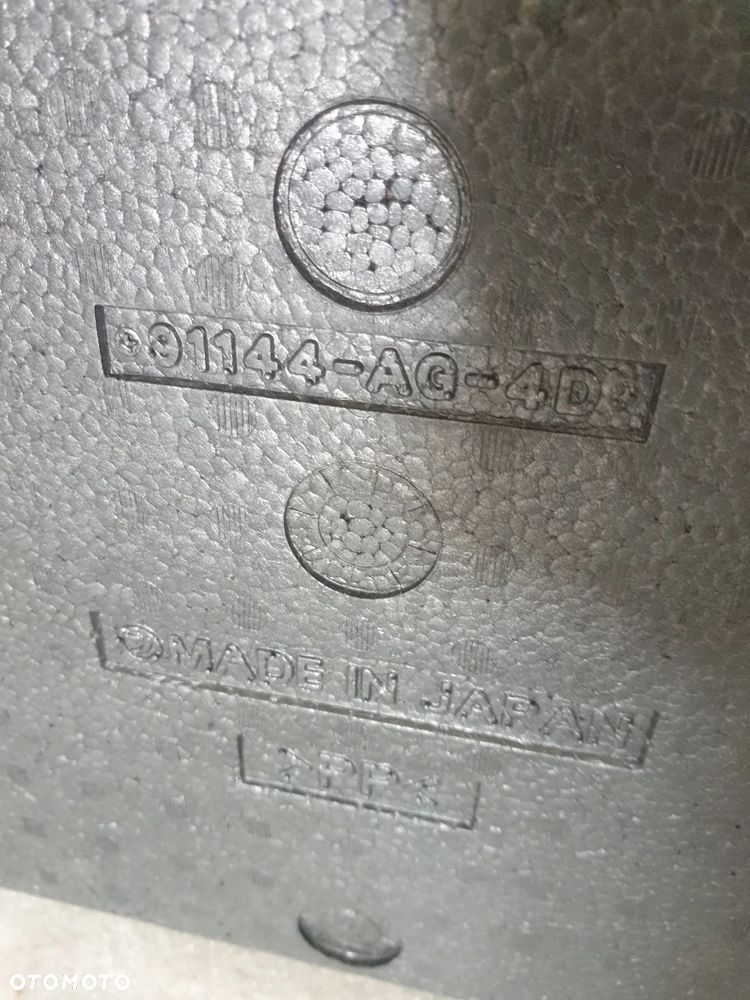 91144-AG-4D
MADE IN JAPAN
>PP<
OTOMOTO